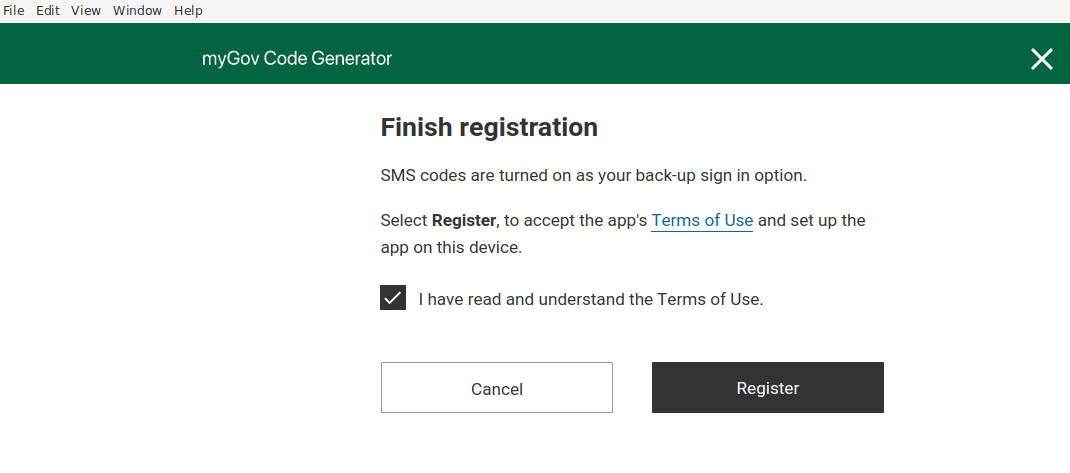 File Edit View Window Help
myGov Code Generator
Finish registration
SMS codes are turned on as your back-up sign in option.
Select Register, to accept the app's Terms of Use and set up the
app on this device.
I have read and understand the Terms of Use.
Cancel Register